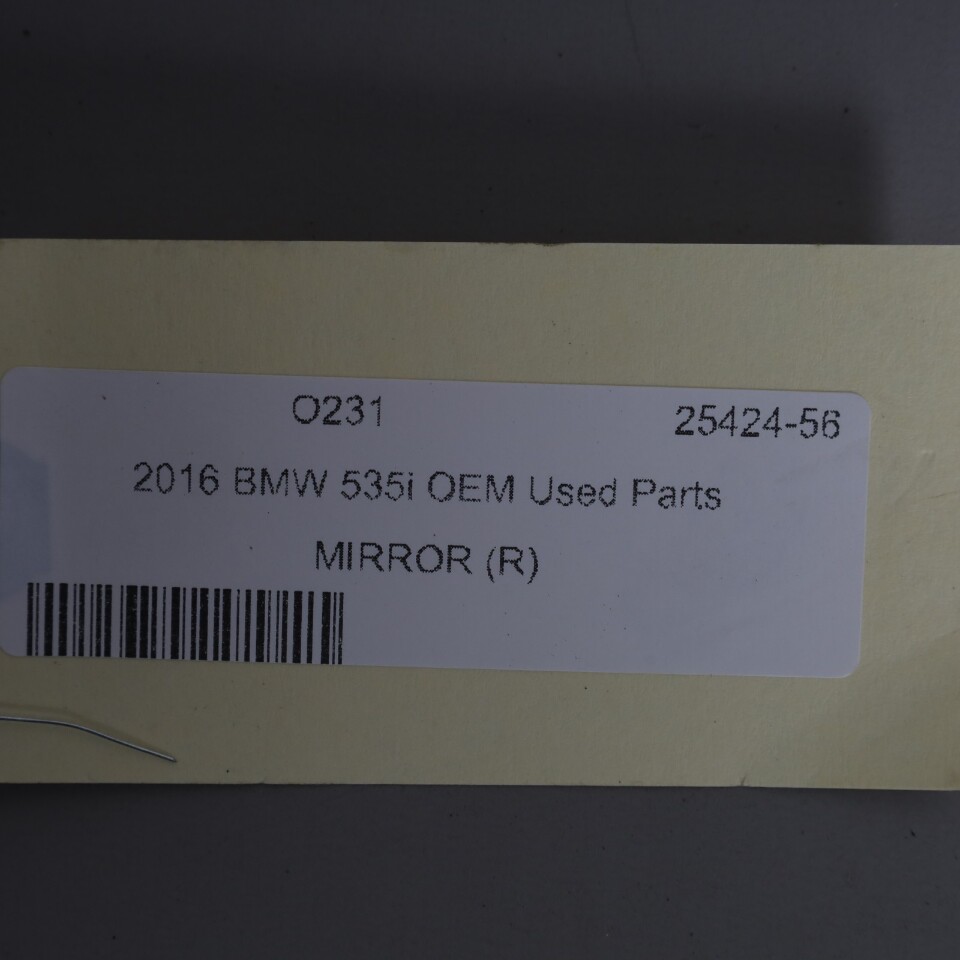 O231 25424-56
2016 BMW 535i OEM Used Parts
MIRROR (R)